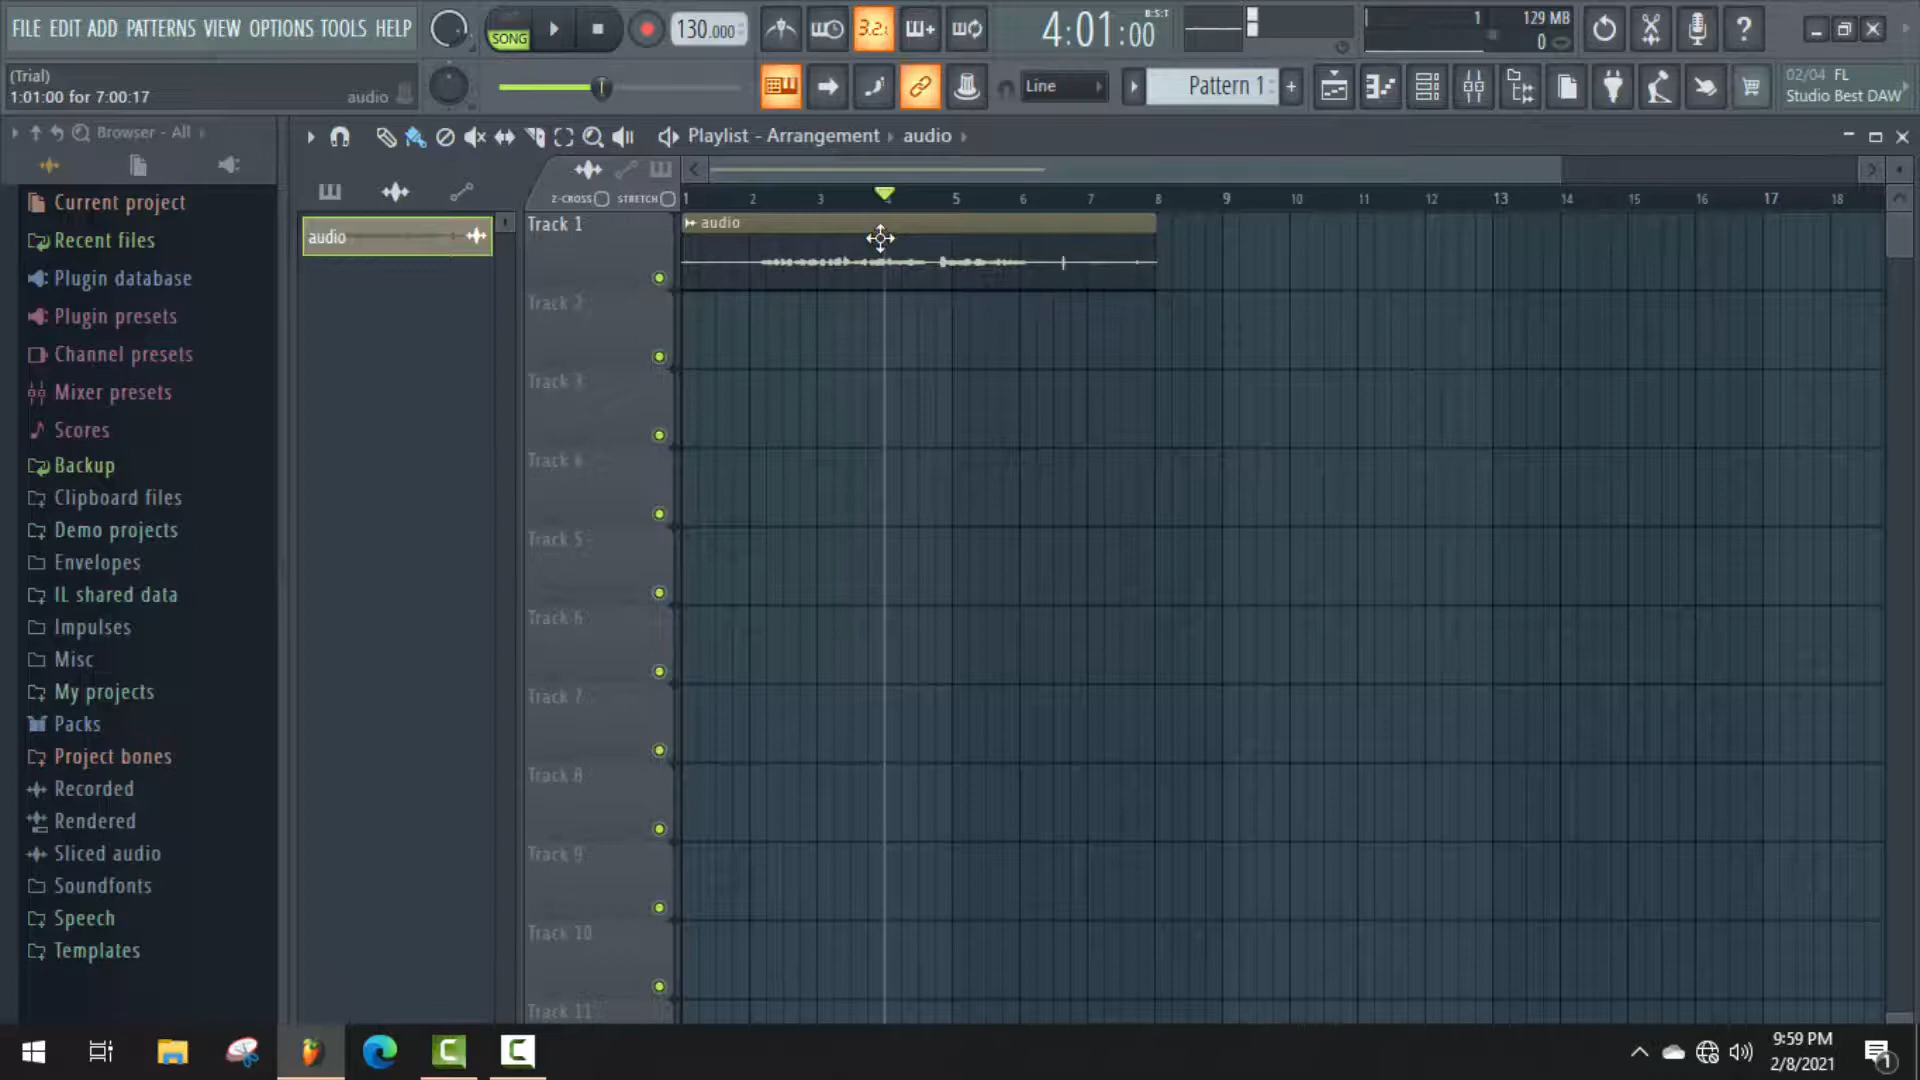 FILE EDIT ADD PATTERNS VIEW OPTIONS TOOLS HELP
SONG
130.000
3.2.
4:01:00
B:S:T
1
129 MB
0
(Trial)
1:01:00 for 7:00:17
audio
Line
Pattern 1
+
02/04 FL
Studio Best DAW
Browser - All
Playlist - Arrangement
audio
Z-CROSS
STRETCH
1 2 3 5 6 7 8 9 10 11 12 13 14 15 16 17 18
Current project
Recent files
Plugin database
Plugin presets
Channel presets
Mixer presets
Scores
Backup
Clipboard files
Demo projects
Envelopes
IL shared data
Impulses
Misc
My projects
Packs
Project bones
Recorded
Rendered
Sliced audio
Soundfonts
Speech
Templates
audio
Track 1
audio
Track 2
Track 3
Track 4
Track 5
Track 6
Track 7
Track 8
Track 9
Track 10
Track 11
9:59 PM
2/8/2021
1